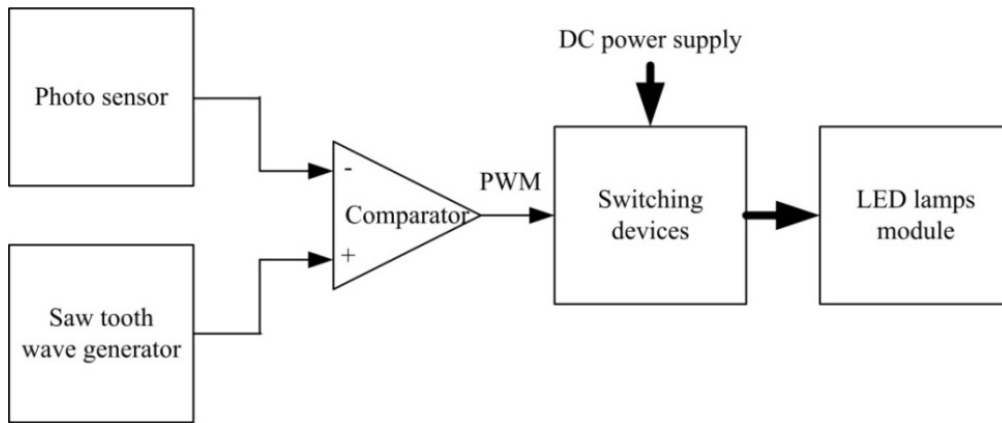 DC power supply
Photo sensor
-
Comparator
+
PWM
Switching
devices
LED lamps
module
Saw tooth
wave generator